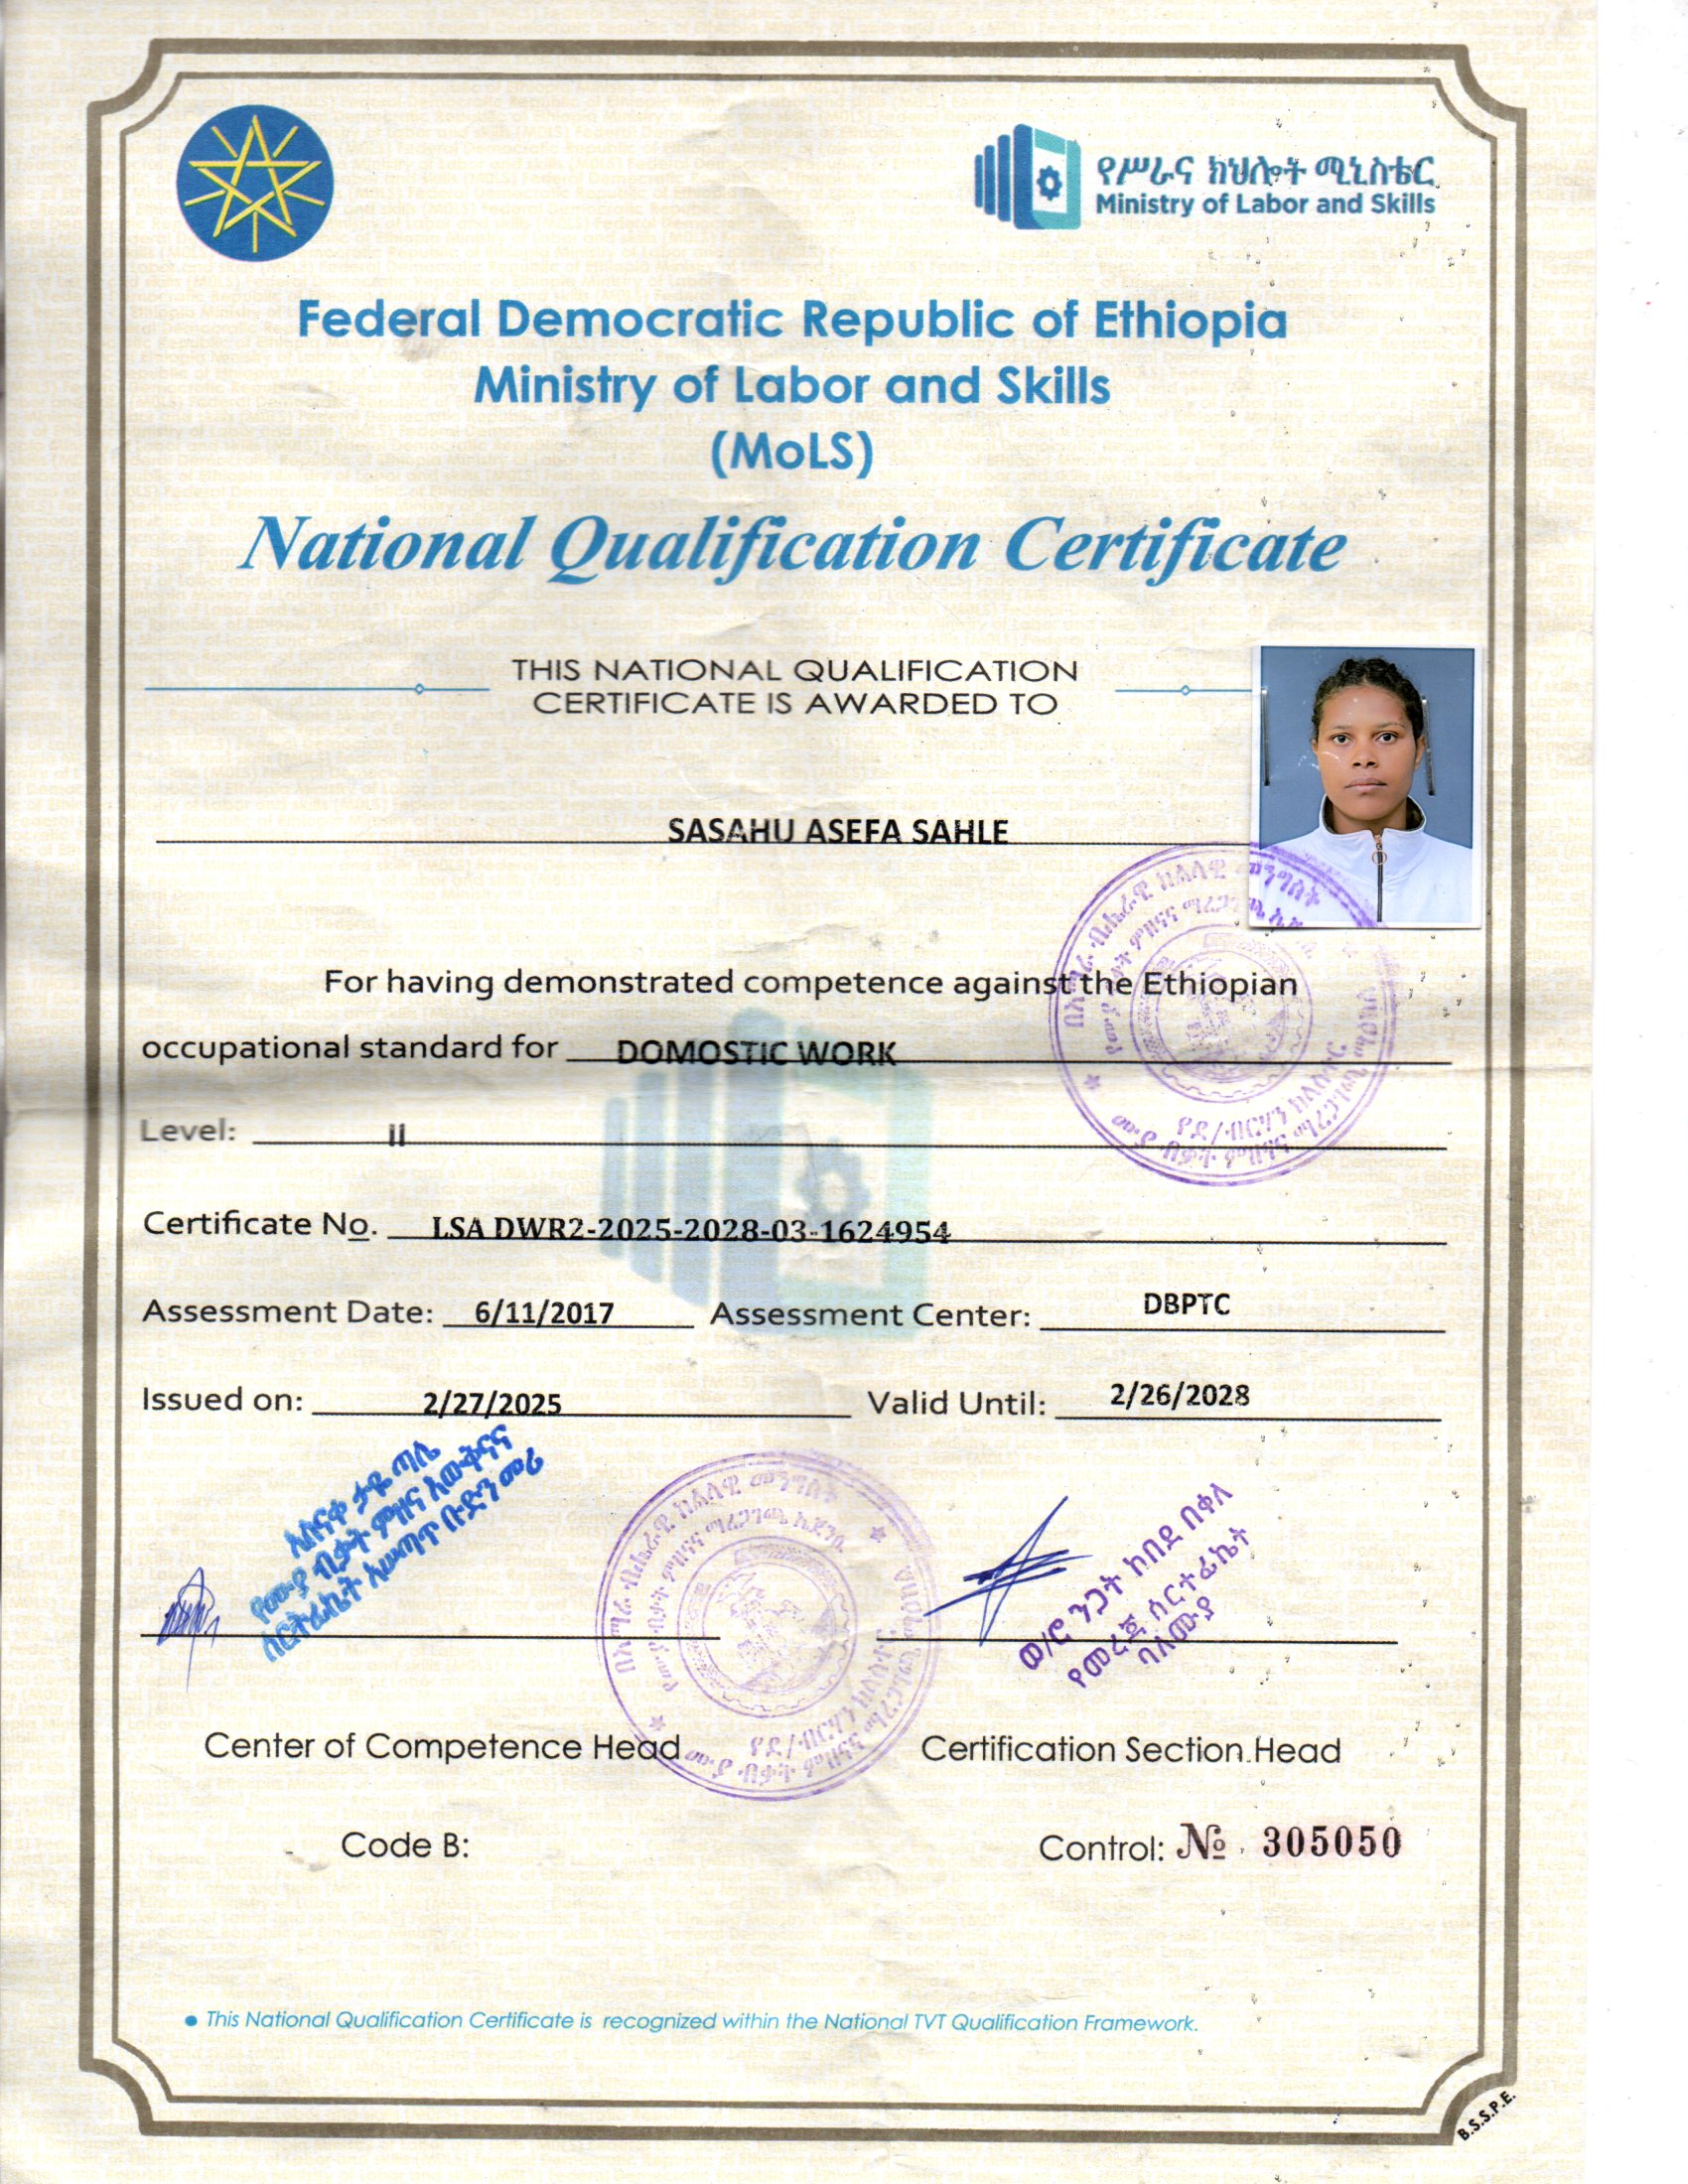 የሥራና ክህሎት ሚኒስቴር
Ministry of Labor and Skills
Federal Democratic Republic of Ethiopia
Ministry of Labor and Skills
(MoLS)
National Qualification Certificate
THIS NATIONAL QUALIFICATION
CERTIFICATE IS AWARDED TO
SASAHU ASEFA SAHLE
For having demonstrated competence against the Ethiopian
occupational standard for DOMOSTIC WORK
Level: II
Certificate No. LSA DWR2-2025-2028-03-1624954
Assessment Date: 6/11/2017 Assessment Center: DBPTC
Issued on: 2/27/2025 Valid Until: 2/26/2028
Center of Competence Head Certification Section Head
Code B: Control: № 305050
• This National Qualification Certificate is recognized within the National TVT Qualification Framework.
B.S.S.P.E.